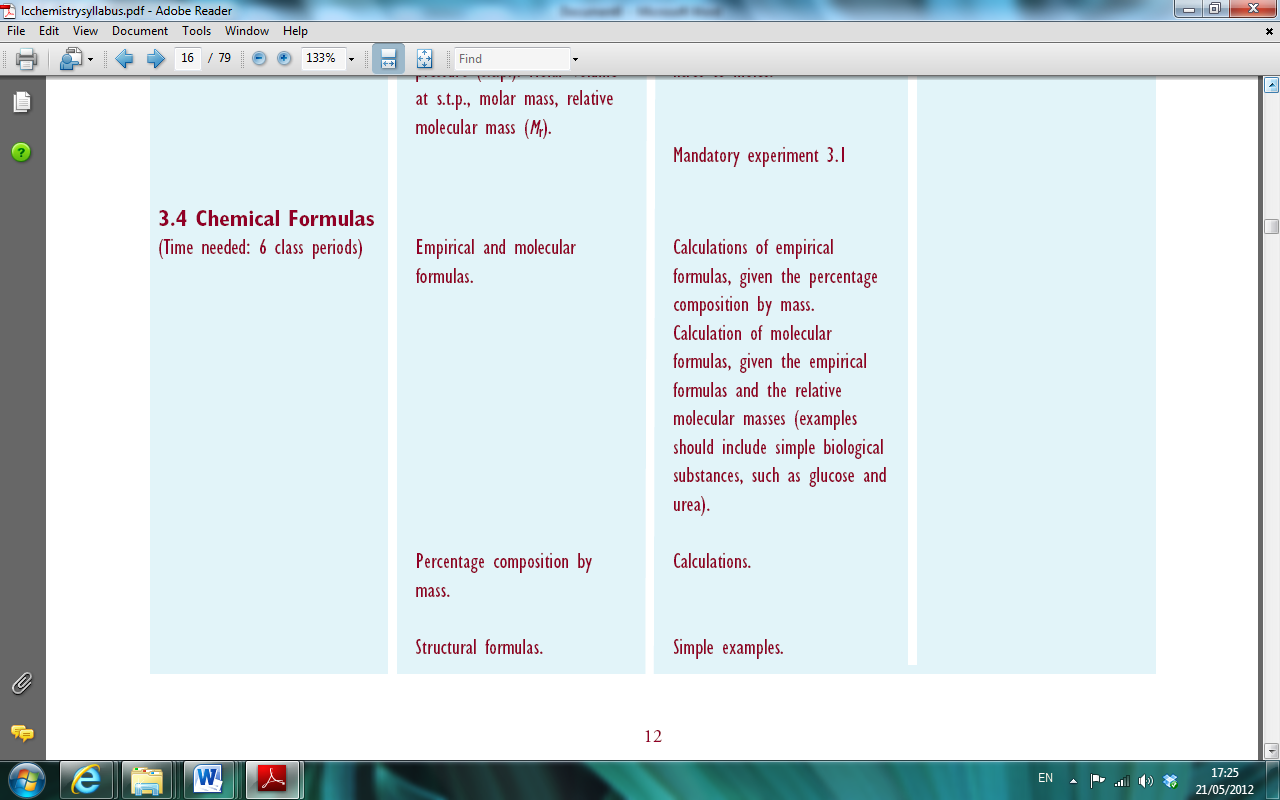 lcchemistrysyllabus.pdf - Adobe Reader
File Edit View Document Tools Window Help
16 / 79 133% Find
at s.t.p., molar mass, relative
molecular mass (Mr).
Mandatory experiment 3.1
3.4 Chemical Formulas
(Time needed: 6 class periods)
Empirical and molecular
formulas.
Calculations of empirical
formulas, given the percentage
composition by mass.
Calculation of molecular
formulas, given the empirical
formulas and the relative
molecular masses (examples
should include simple biological
substances, such as glucose and
urea).
Percentage composition by
mass.
Calculations.
Structural formulas.
Simple examples.
12
EN
17:25
21/05/2012